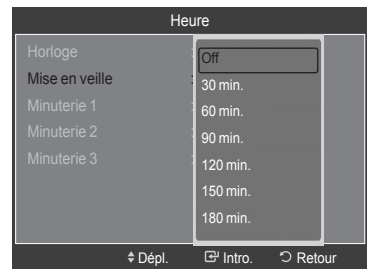 Heure
Horloge :
Mise en veille :
Minuterie 1 :
Minuterie 2 :
Minuterie 3 :
Off
30 min.
60 min.
90 min.
120 min.
150 min.
180 min.
Dépl. Intro. Retour